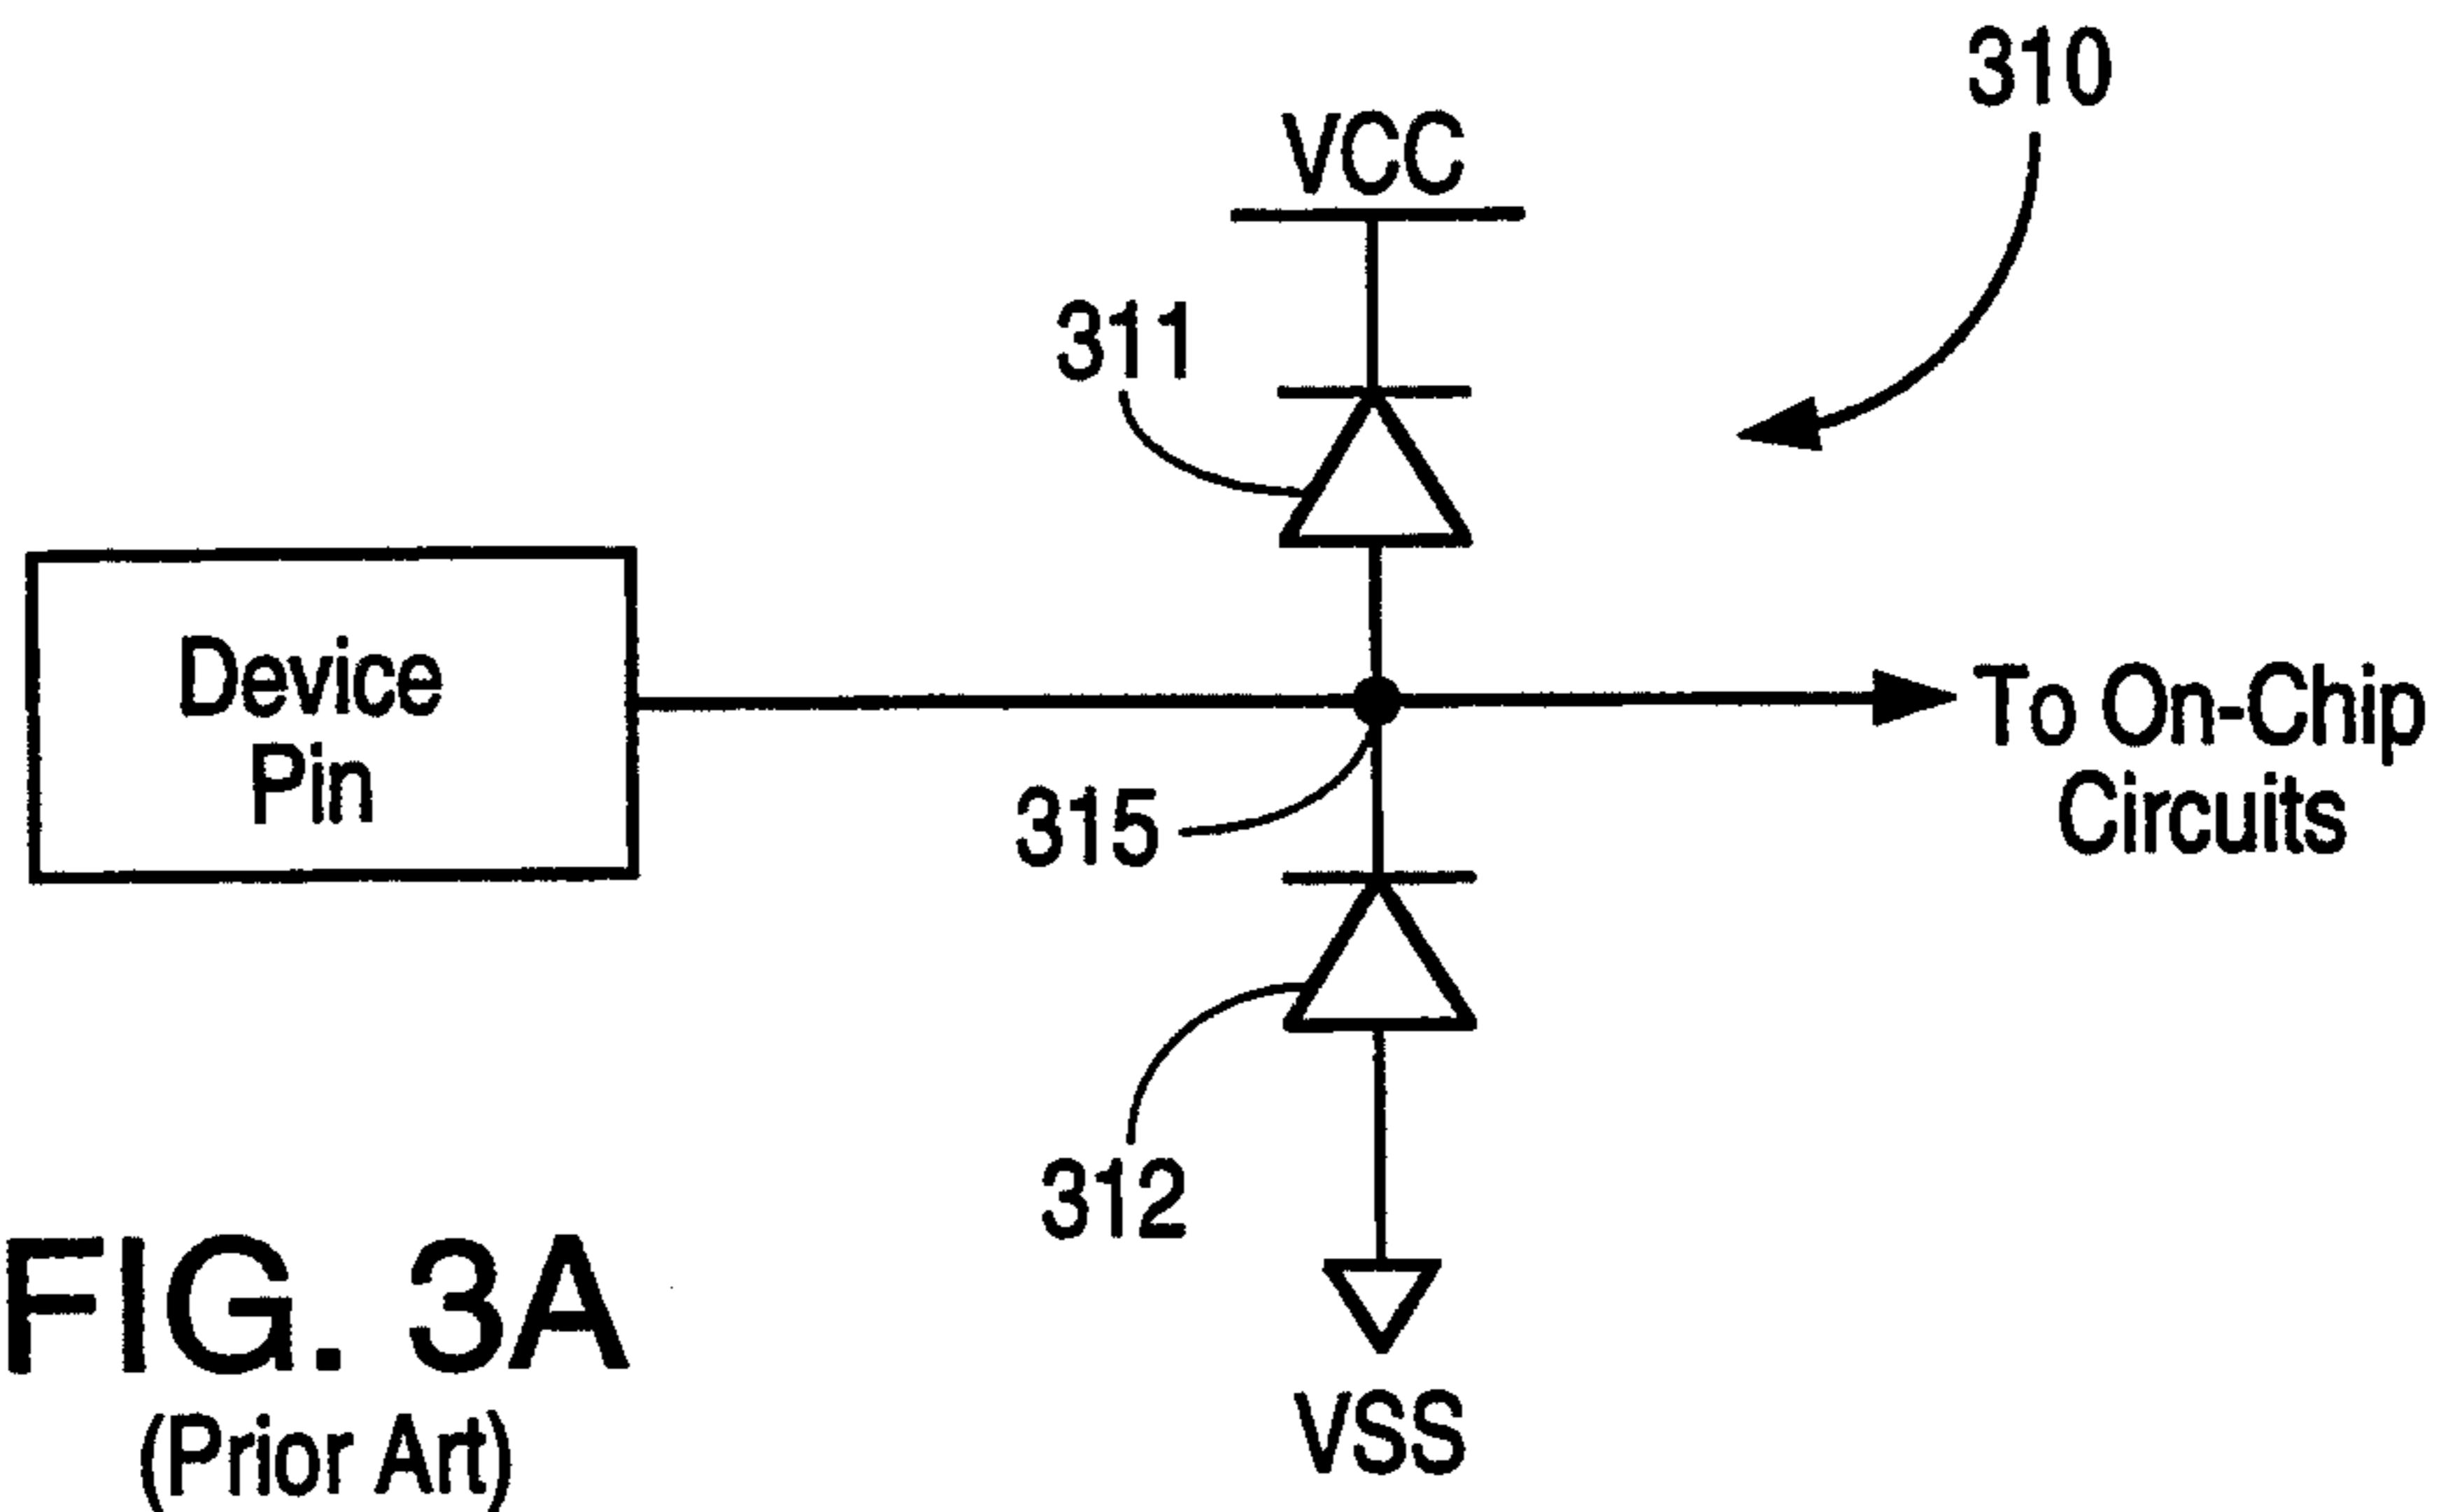 310
VCC
311
Device
Pin
To On-Chip
Circuits
315
312
FIG. 3A
(Prior Art)
VSS